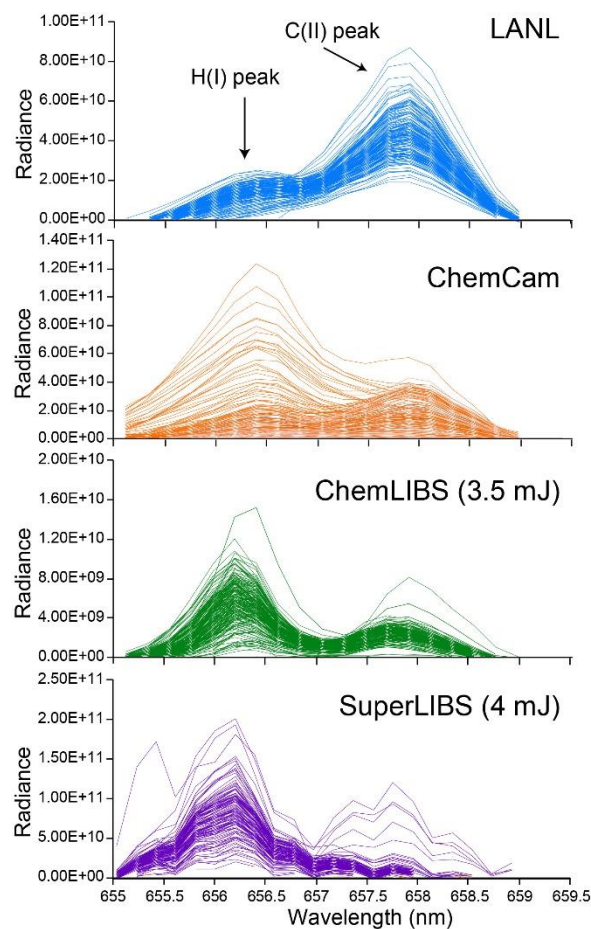 LANL
C(II) peak
H(I) peak
Radiance
1.00E+11
8.00E+10
6.00E+10
4.00E+10
2.00E+10
0.00E+00
ChemCam
Radiance
1.40E+11
1.20E+11
1.00E+11
8.00E+10
6.00E+10
4.00E+10
2.00E+10
0.00E+00
ChemLIBS (3.5 mJ)
Radiance
2.00E+10
1.60E+10
1.20E+10
8.00E+09
4.00E+09
0.00E+00
SuperLIBS (4 mJ)
Radiance
2.50E+11
2.00E+11
1.50E+11
1.00E+11
5.00E+10
0.00E+00
655 655.5 656 656.5 657 657.5 658 658.5 659 659.5
Wavelength (nm)